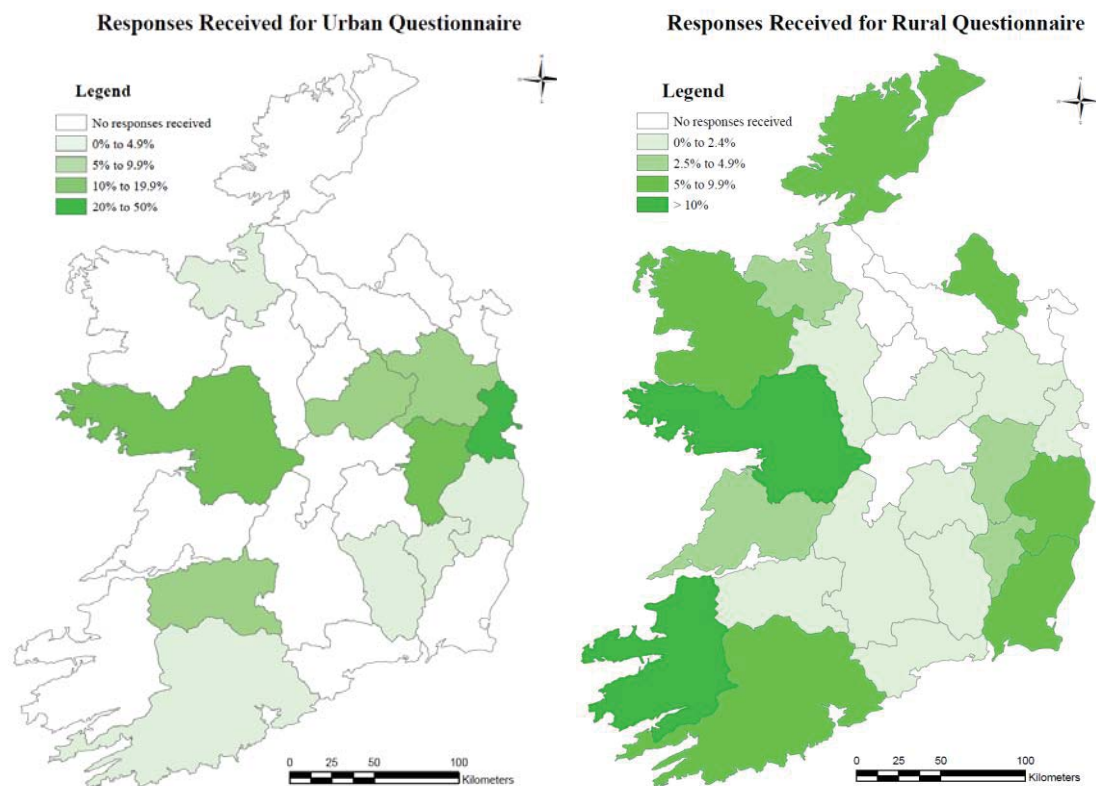 Responses Received for Urban Questionnaire
Legend
No responses received
0% to 4.9%
5% to 9.9%
10% to 19.9%
20% to 50%
0 25 50 100
Kilometers
Responses Received for Rural Questionnaire
Legend
No responses received
0% to 2.4%
2.5% to 4.9%
5% to 9.9%
> 10%
0 25 50 100
Kilometers